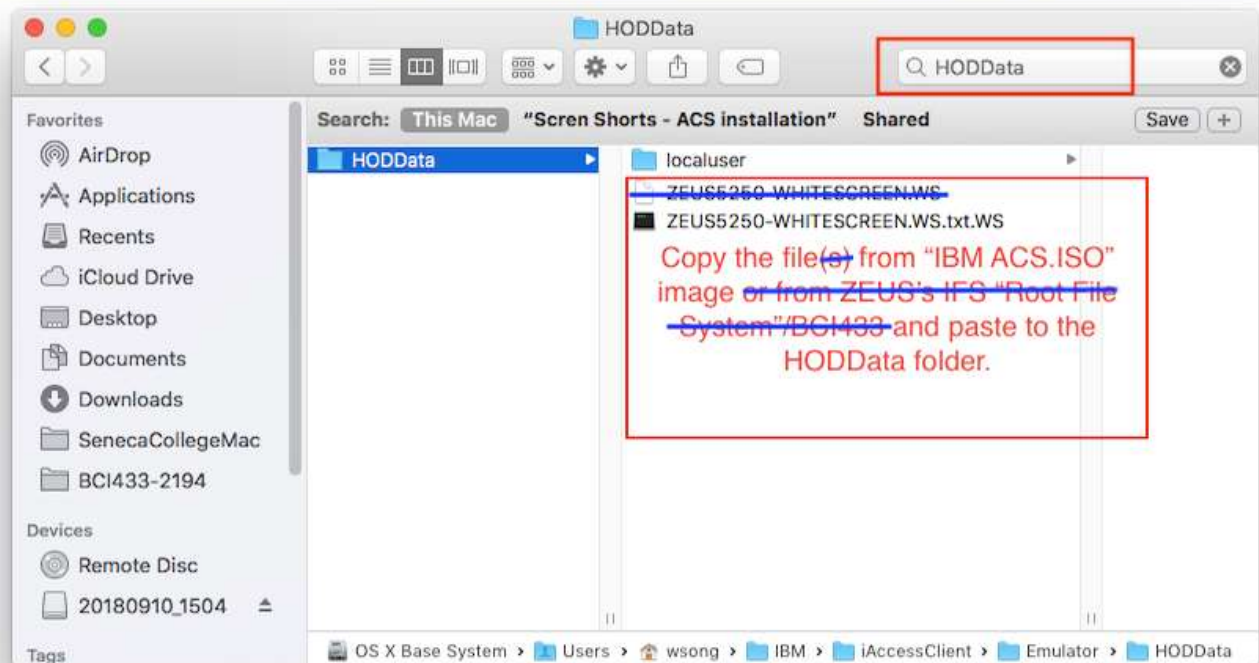 HODData
HODData
Favorites
AirDrop
Applications
Recents
iCloud Drive
Desktop
Documents
Downloads
SenecaCollegeMac
BCI433-2194
Devices
Remote Disc
20180910_1504
Tags
Search: This Mac "Scren Shorts - ACS installation" Shared Save +
HODData
localuser
ZEUS5250-WHITESCREEN.WS
ZEUS5250-WHITESCREEN.WS.txt.WS
Copy the file(s) from “IBM ACS.ISO”
image or from ZEUS's IFS “Root File
System”/BCI433 and paste to the
HODData folder.
OS X Base System › Users › wsong › IBM › iAccessClient › Emulator › HODData